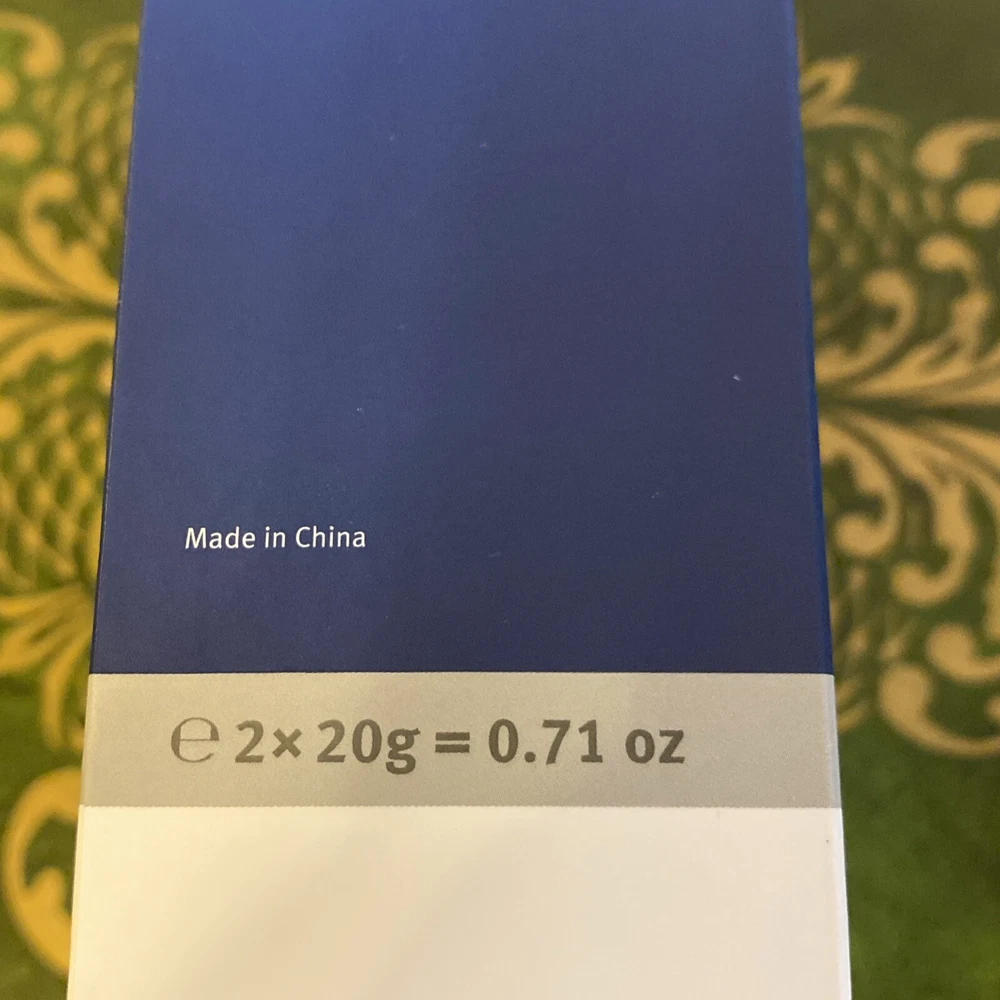 Made in China
℮ 2× 20g = 0.71 oz